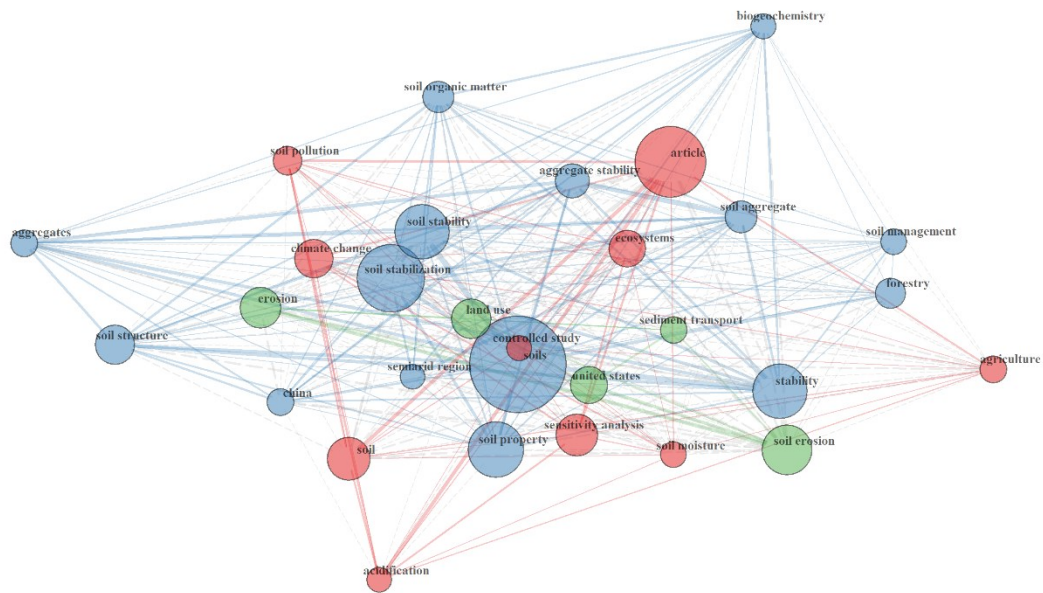 biogeochemistry
soil organic matter
soil pollution
article
aggregate stability
soil aggregate
soil stability
aggregates
soil management
climate change
ecosystems
soil stabilization
erosion
forestry
land use
sediment transport
soil structure
controlled study
soils
agriculture
semiarid region
united states
stability
china
sensitivity analysis
soil property
soil erosion
soil
soil moisture
acidification